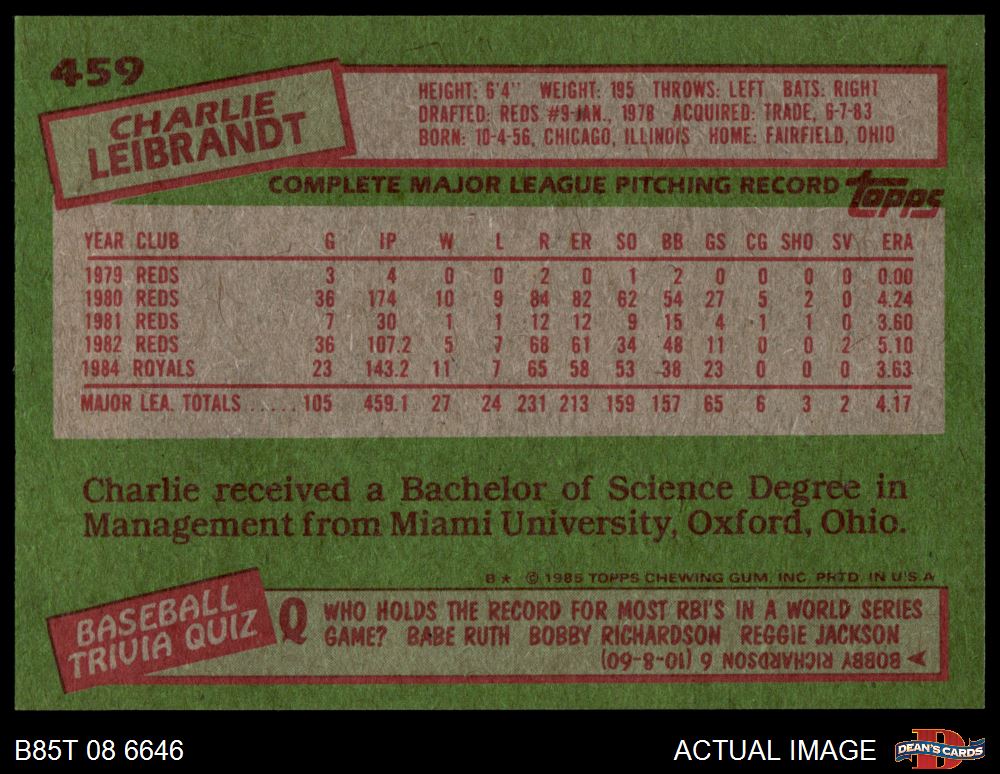 459
CHARLIE
LEIBRANDT
HEIGHT: 6'4" WEIGHT: 195 THROWS: LEFT BATS: RIGHT
DRAFTED: REDS #9-JAN., 1978 ACQUIRED: TRADE, 6-7-83
BORN: 10-4-56, CHICAGO, ILLINOIS HOME: FAIRFIELD, OHIO
COMPLETE MAJOR LEAGUE PITCHING RECORD topps
YEAR CLUB G IP W L R ER SO BB GS CG SHO SV ERA
1979 REDS 3 4 0 0 2 0 1 2 0 0 0 0 0.00
1980 REDS 36 174 10 9 84 82 62 54 27 5 2 0 4.24
1981 REDS 7 30 1 1 12 12 9 15 4 1 1 0 3.60
1982 REDS 36 107.2 5 7 68 61 34 48 11 0 0 2 5.10
1984 ROYALS 23 143.2 11 7 65 58 53 38 23 0 0 0 3.63
MAJOR LEA. TOTALS ..... 105 459.1 27 24 231 213 159 157 65 6 3 2 4.17
Charlie received a Bachelor of Science Degree in
Management from Miami University, Oxford, Ohio.
B* © 1985 TOPPS CHEWING GUM, INC. PRTD. IN U.S.A.
BASEBALL
TRIVIA QUIZ
Q WHO HOLDS THE RECORD FOR MOST RBI'S IN A WORLD SERIES
GAME? BABE RUTH BOBBY RICHARDSON REGGIE JACKSON
BOBBY RICHARDSON 6 (10-8-60)
B85T 08 6646
ACTUAL IMAGE
D
DEAN'S CARDS